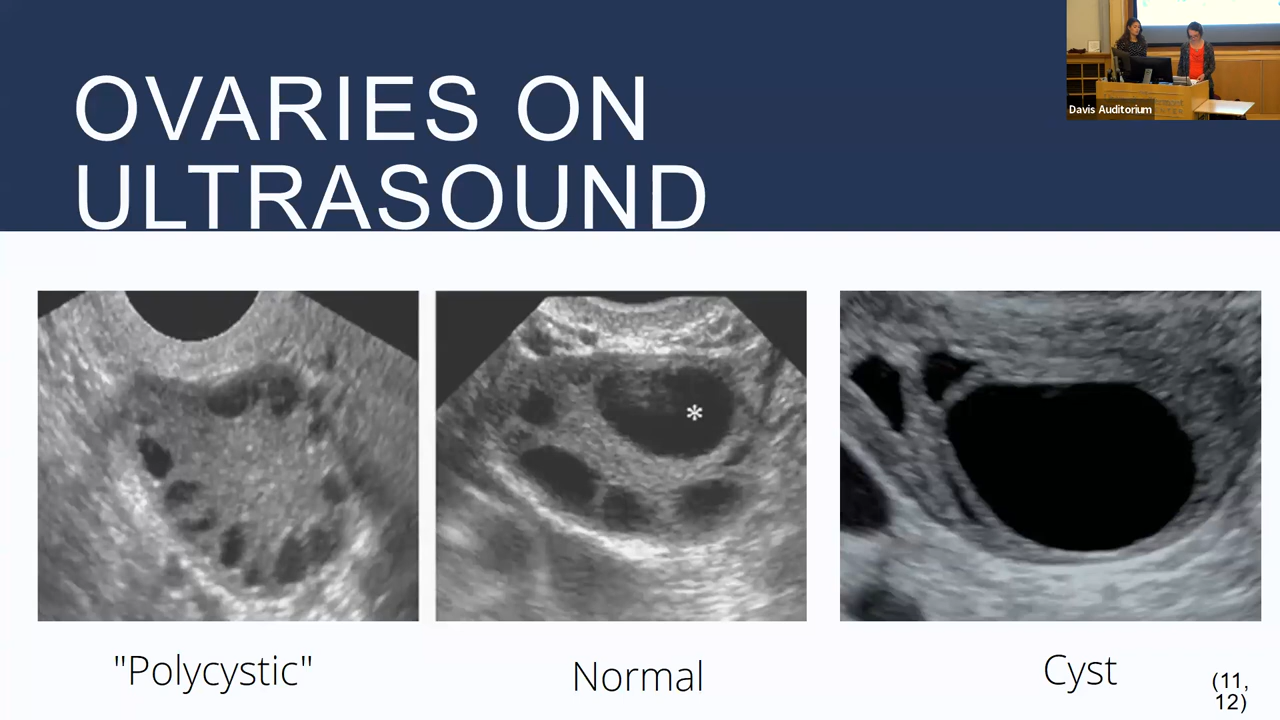 OVARIES ON
ULTRASOUND
Davis Auditorium
*
"Polycystic"
Normal
Cyst
(11,
12)